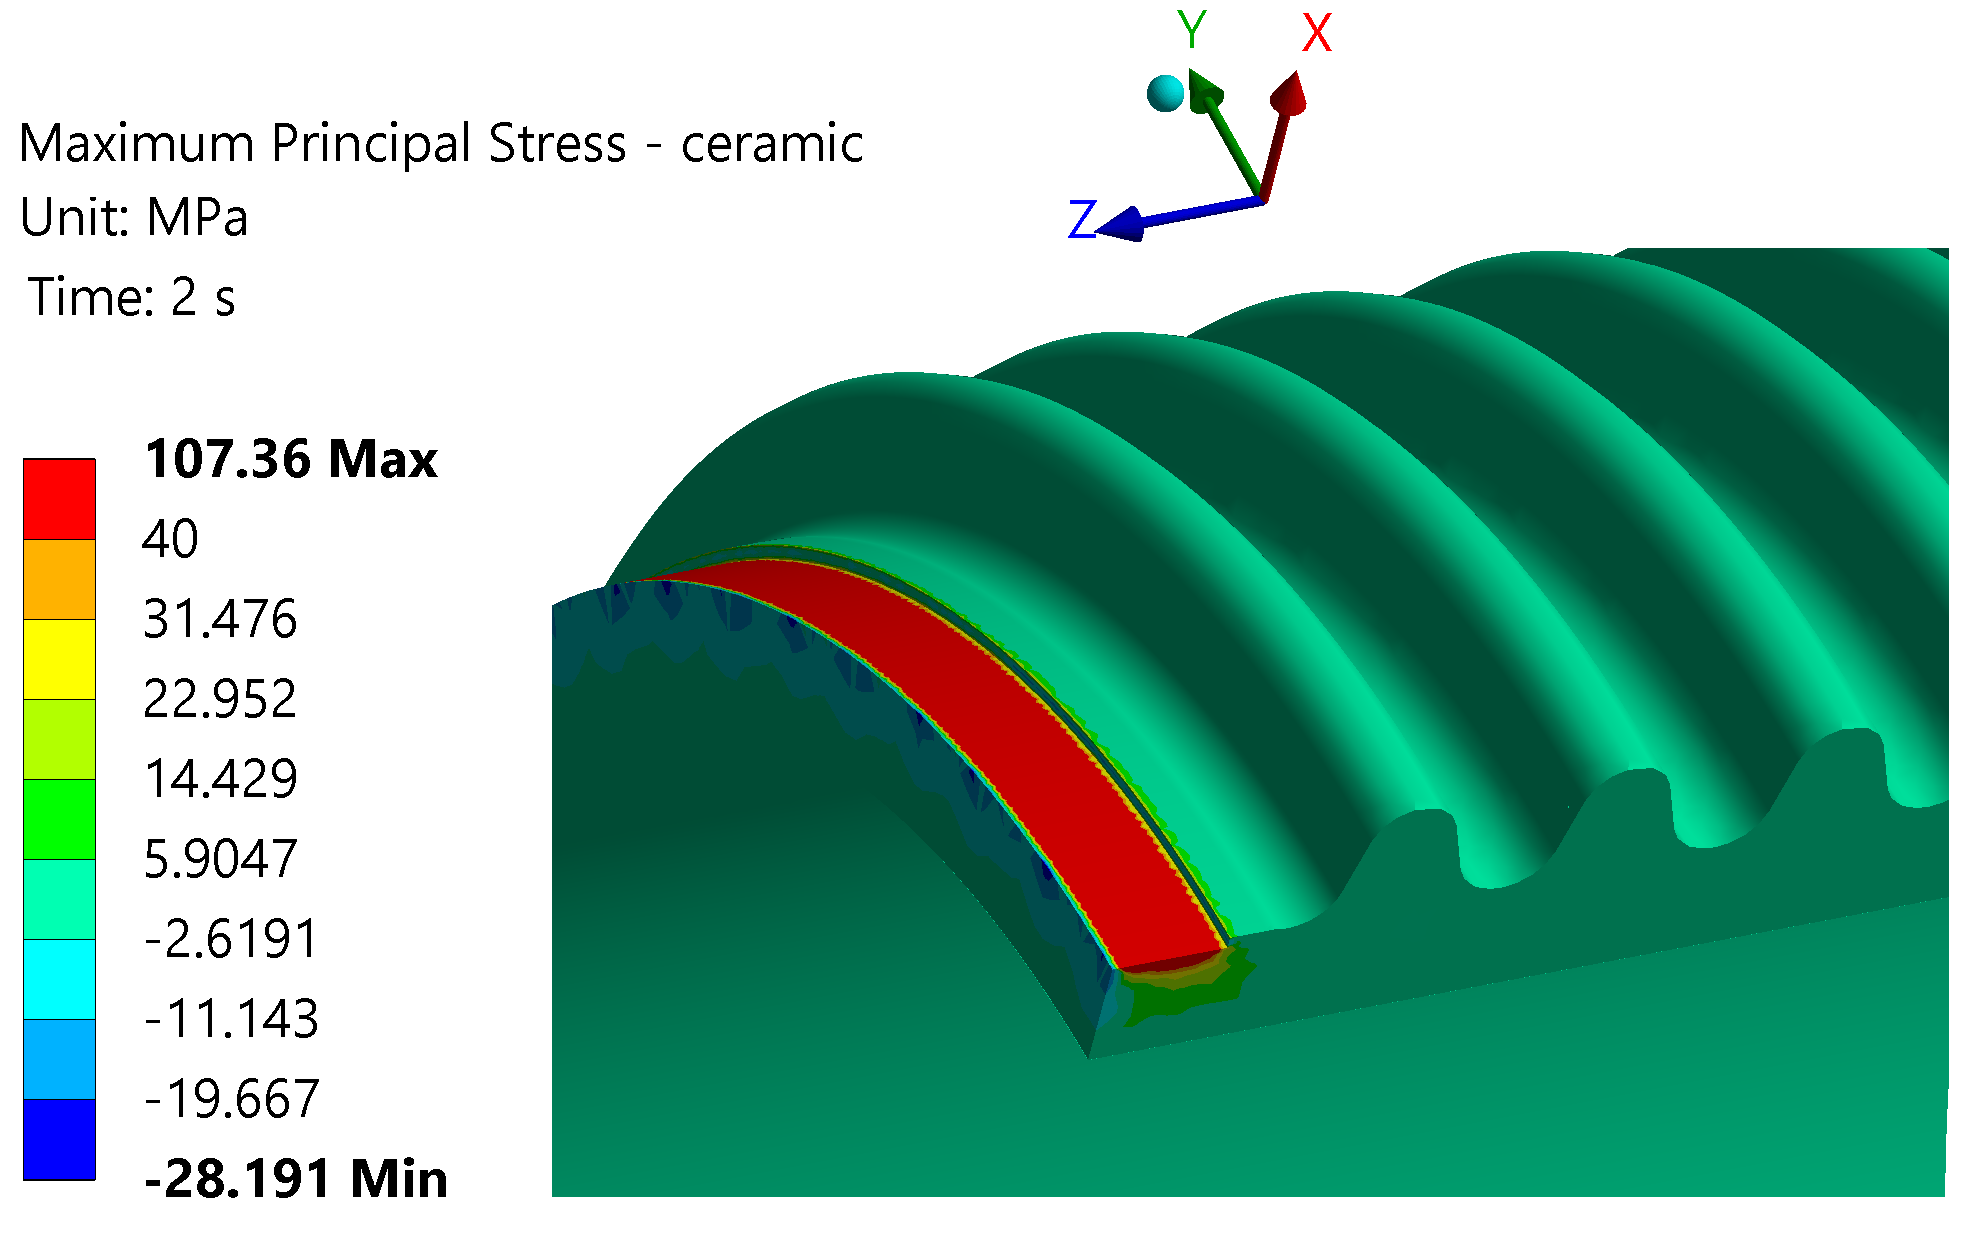 Y X
Z
Maximum Principal Stress - ceramic
Unit: MPa
Time: 2 s
107.36 Max
40
31.476
22.952
14.429
5.9047
-2.6191
-11.143
-19.667
-28.191 Min